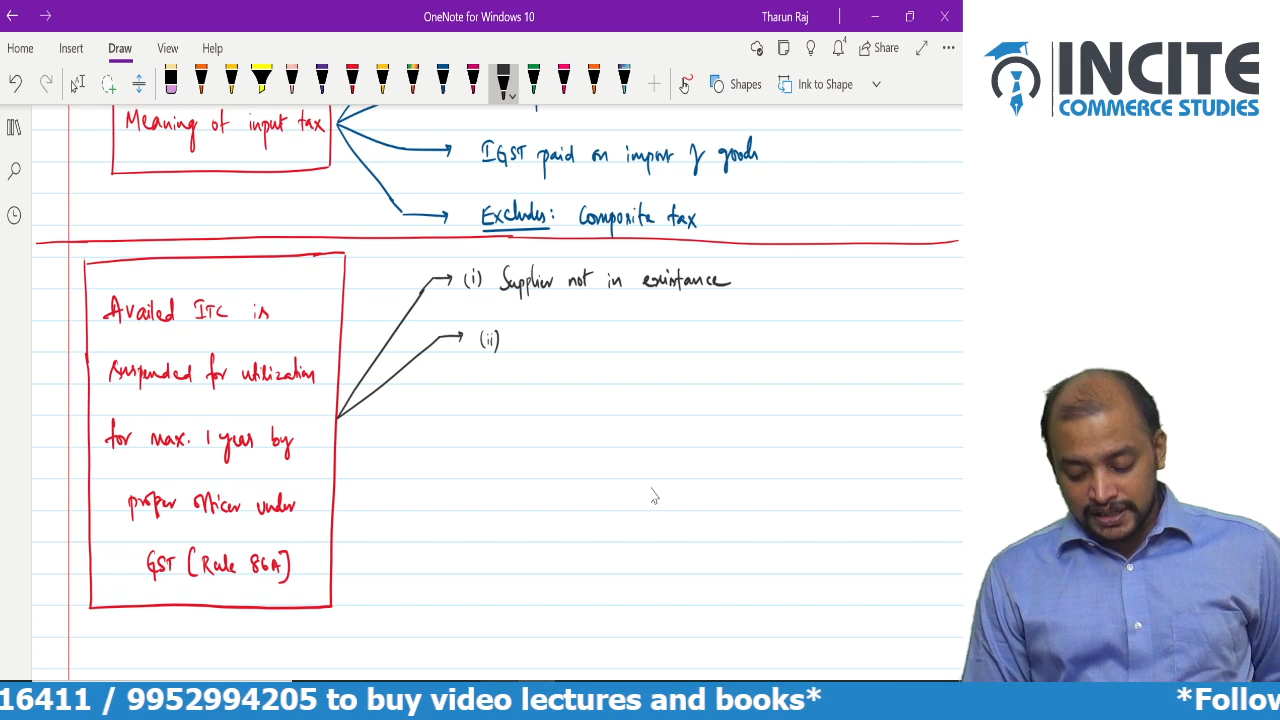 OneNote for Windows 10
Tharun Raj
Home Insert Draw View Help
4
Share
Shapes
Ink to Shape
INCITE
COMMERCE STUDIES
Meaning of input tax
IGST paid on import of goods
Excludes: Composite tax
Availed ITC is
suspended for utilization
for max. 1 year by
proper officer under
GST [Rule 86A]
(i) Supplier not in existance
(ii)
16411 / 9952994205 to buy video lectures and books*
*Follow